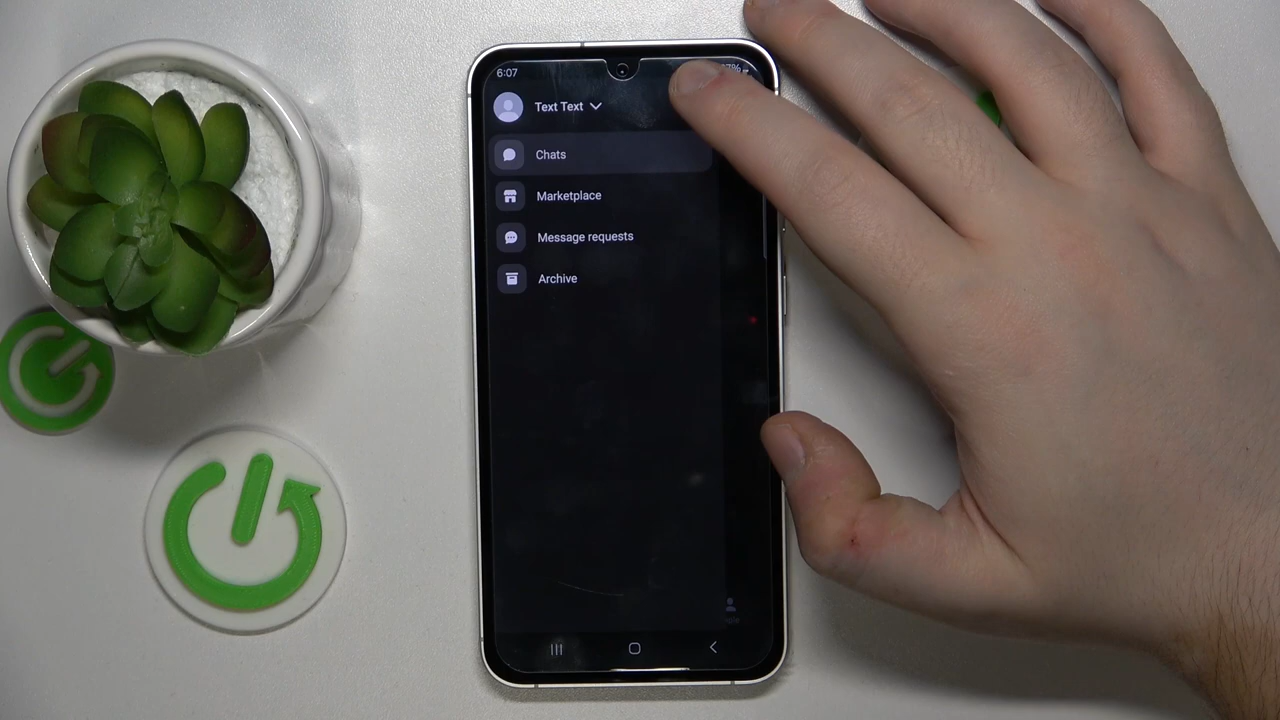 6:07
Text Text
Chats
Marketplace
Message requests
Archive